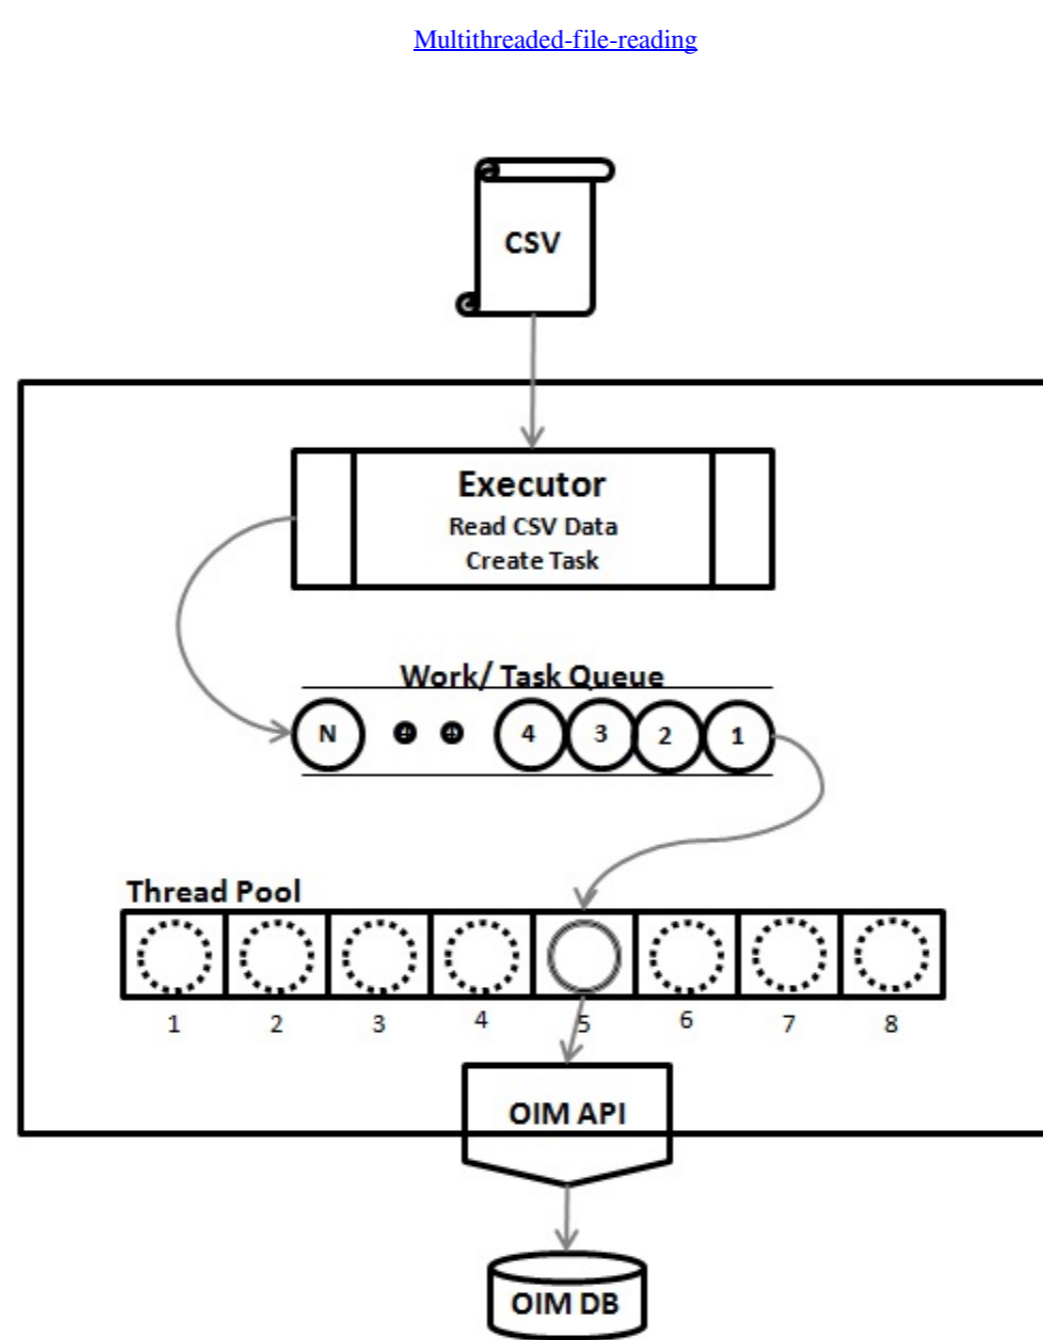 Multithreaded-file-reading
CSV
Executor
Read CSV Data
Create Task
Work/ Task Queue
N 4 3 2 1
Thread Pool
1 2 3 4 5 6 7 8
OIM API
OIM DB